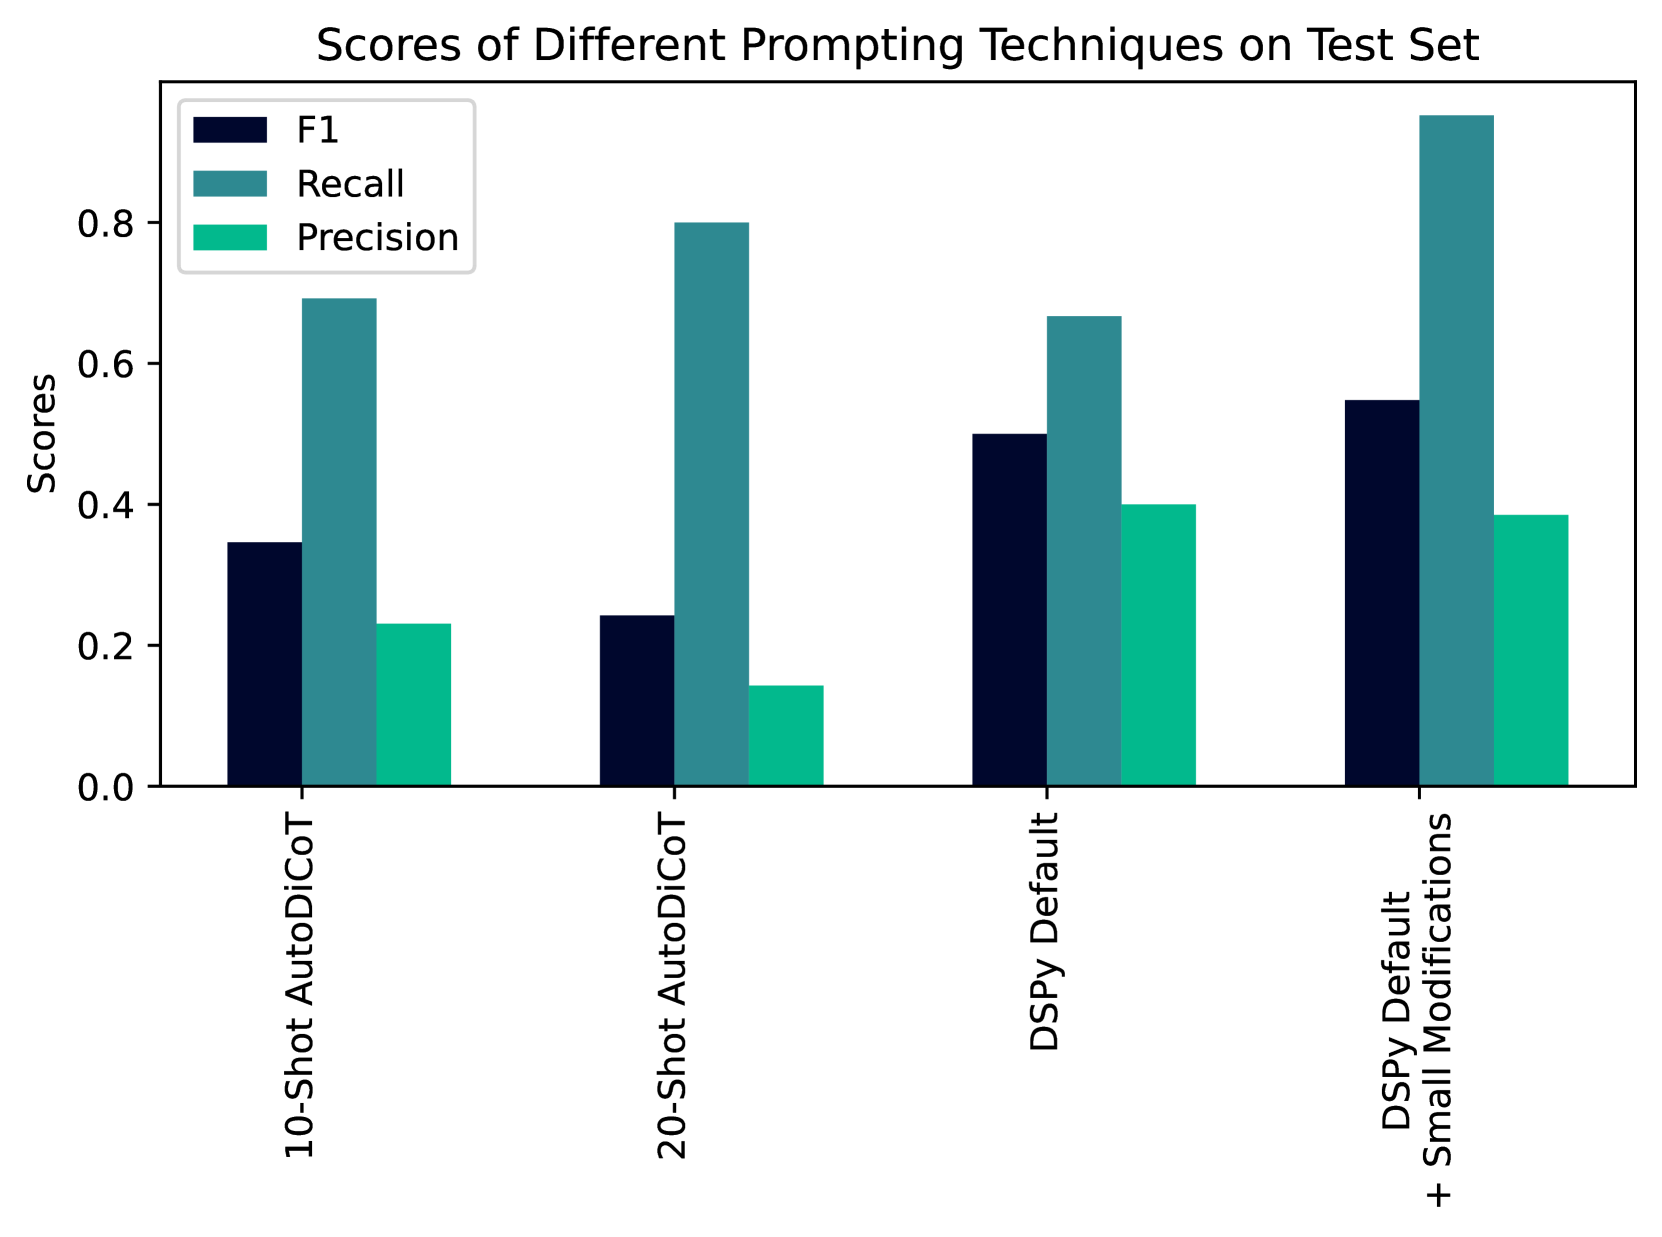 Scores of Different Prompting Techniques on Test Set
F1
Recall
Precision
Scores
0.8
0.6
0.4
0.2
0.0
10-Shot AutoDiCoT
20-Shot AutoDiCoT
DSPy Default
DSPy Default
+ Small Modifications